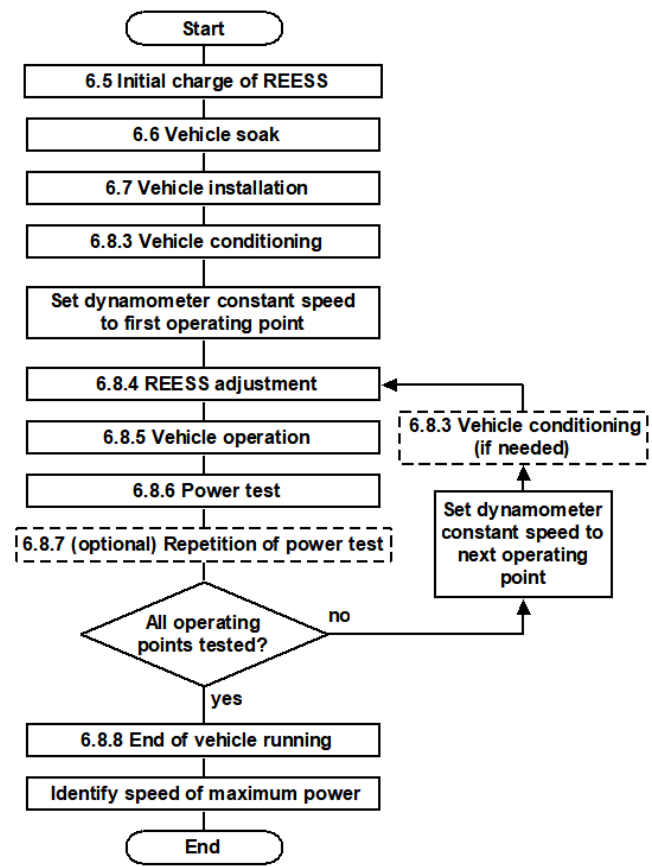 Start
6.5 Initial charge of REESS
6.6 Vehicle soak
6.7 Vehicle installation
6.8.3 Vehicle conditioning
Set dynamometer constant speed
to first operating point
6.8.4 REESS adjustment
6.8.5 Vehicle operation
6.8.6 Power test
6.8.7 (optional) Repetition of power test
All operating
points tested?
no
Set dynamometer
constant speed to
next operating
point
6.8.3 Vehicle conditioning
(if needed)
yes
6.8.8 End of vehicle running
Identify speed of maximum power
End